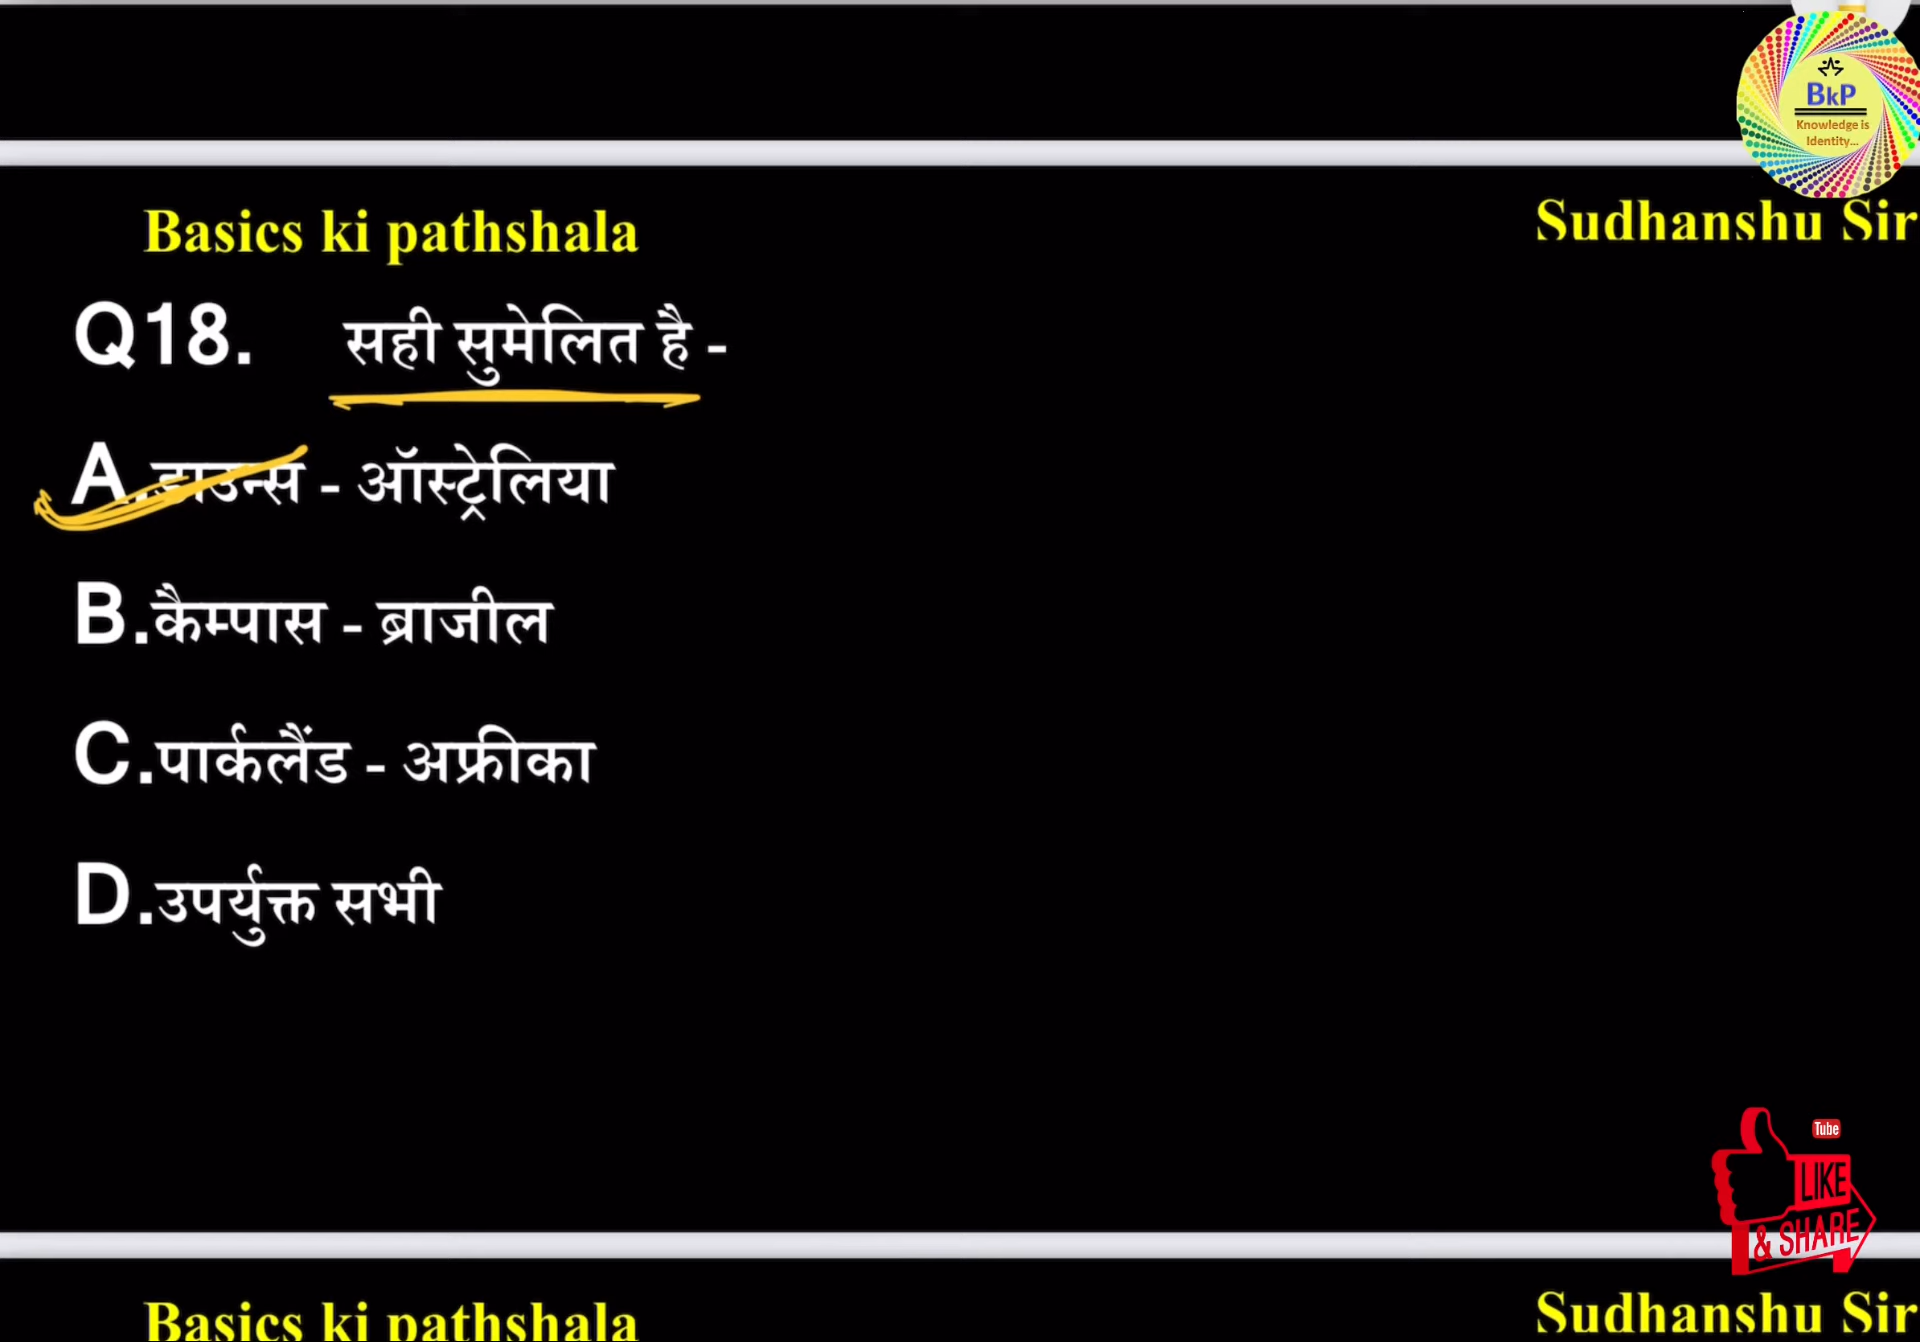 BkP
Knowledge is
Identity...
Basics ki pathshala
Sudhanshu Sir
Q18. सही सुमेलित है -
A.डाउन्स - ऑस्ट्रेलिया
B.कैम्पास - ब्राजील
C.पार्कलैंड - अफ्रीका
D.उपर्युक्त सभी
Tube
LIKE
& SHARE
Basics ki pathshala
Sudhanshu Sir